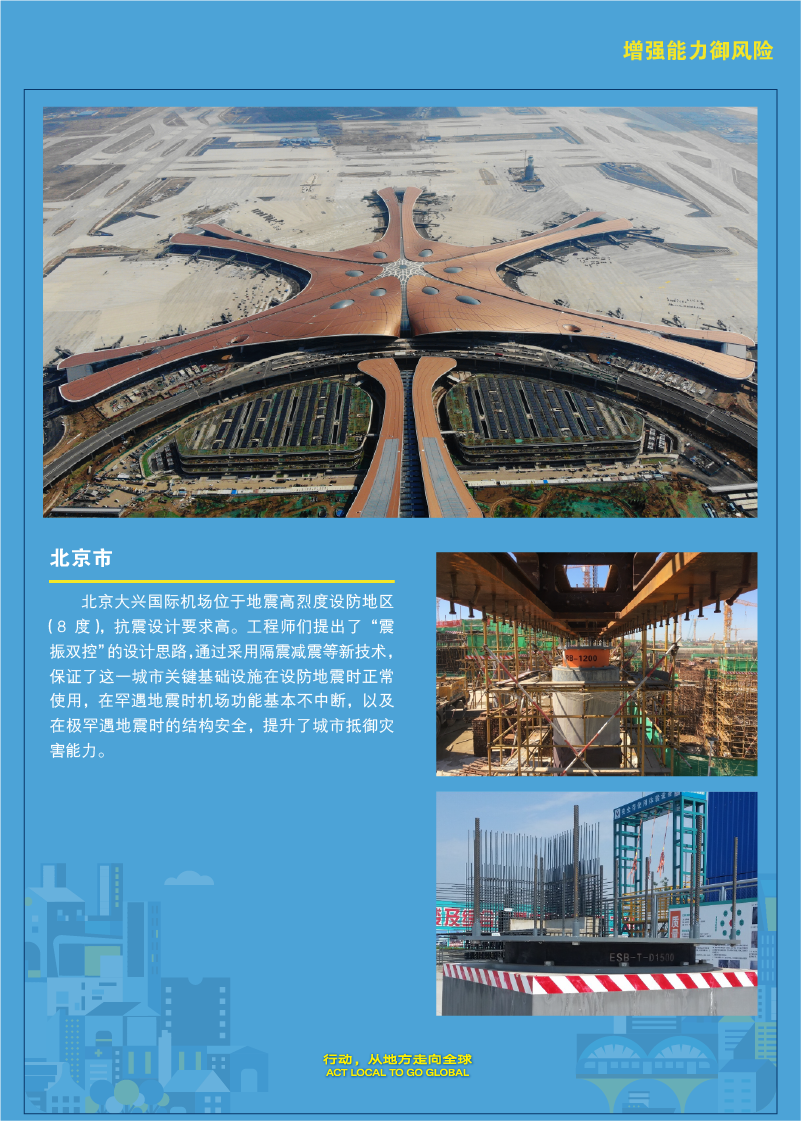 增强能力御风险
北京市
北京大兴国际机场位于地震高烈度设防地区
（8 度），抗震设计要求高。工程师们提出了“震
振双控”的设计思路，通过采用隔震减震等新技术，
保证了这一城市关键基础设施在设防地震时正常
使用，在罕遇地震时机场功能基本不中断，以及
在极罕遇地震时的结构安全，提升了城市抵御灾
害能力。
RB-1200
ESB-T-D1500
行动，从地方走向全球
ACT LOCAL TO GO GLOBAL